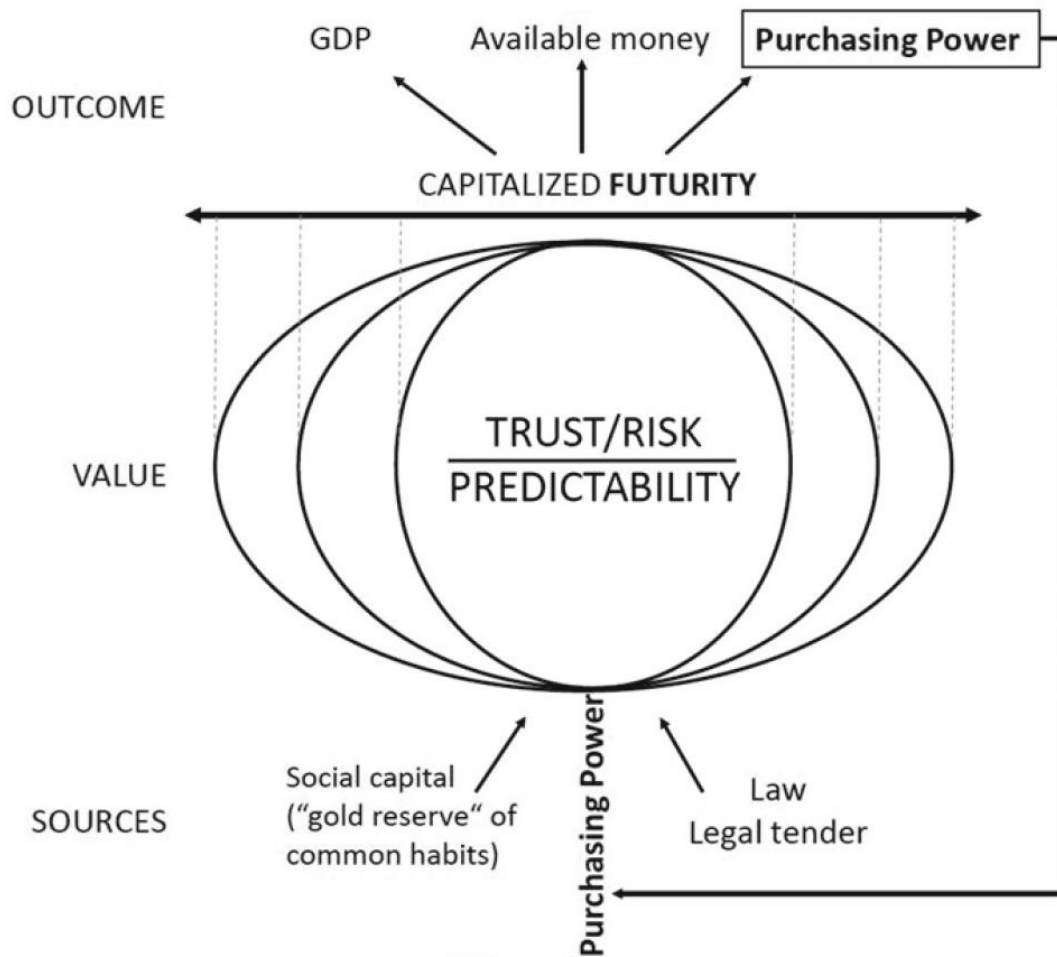 GDP
Available money
Purchasing Power
OUTCOME
CAPITALIZED FUTURITY
TRUST/RISK
PREDICTABILITY
VALUE
Purchasing Power
Social capital
(“gold reserve“ of
common habits)
Law
Legal tender
SOURCES